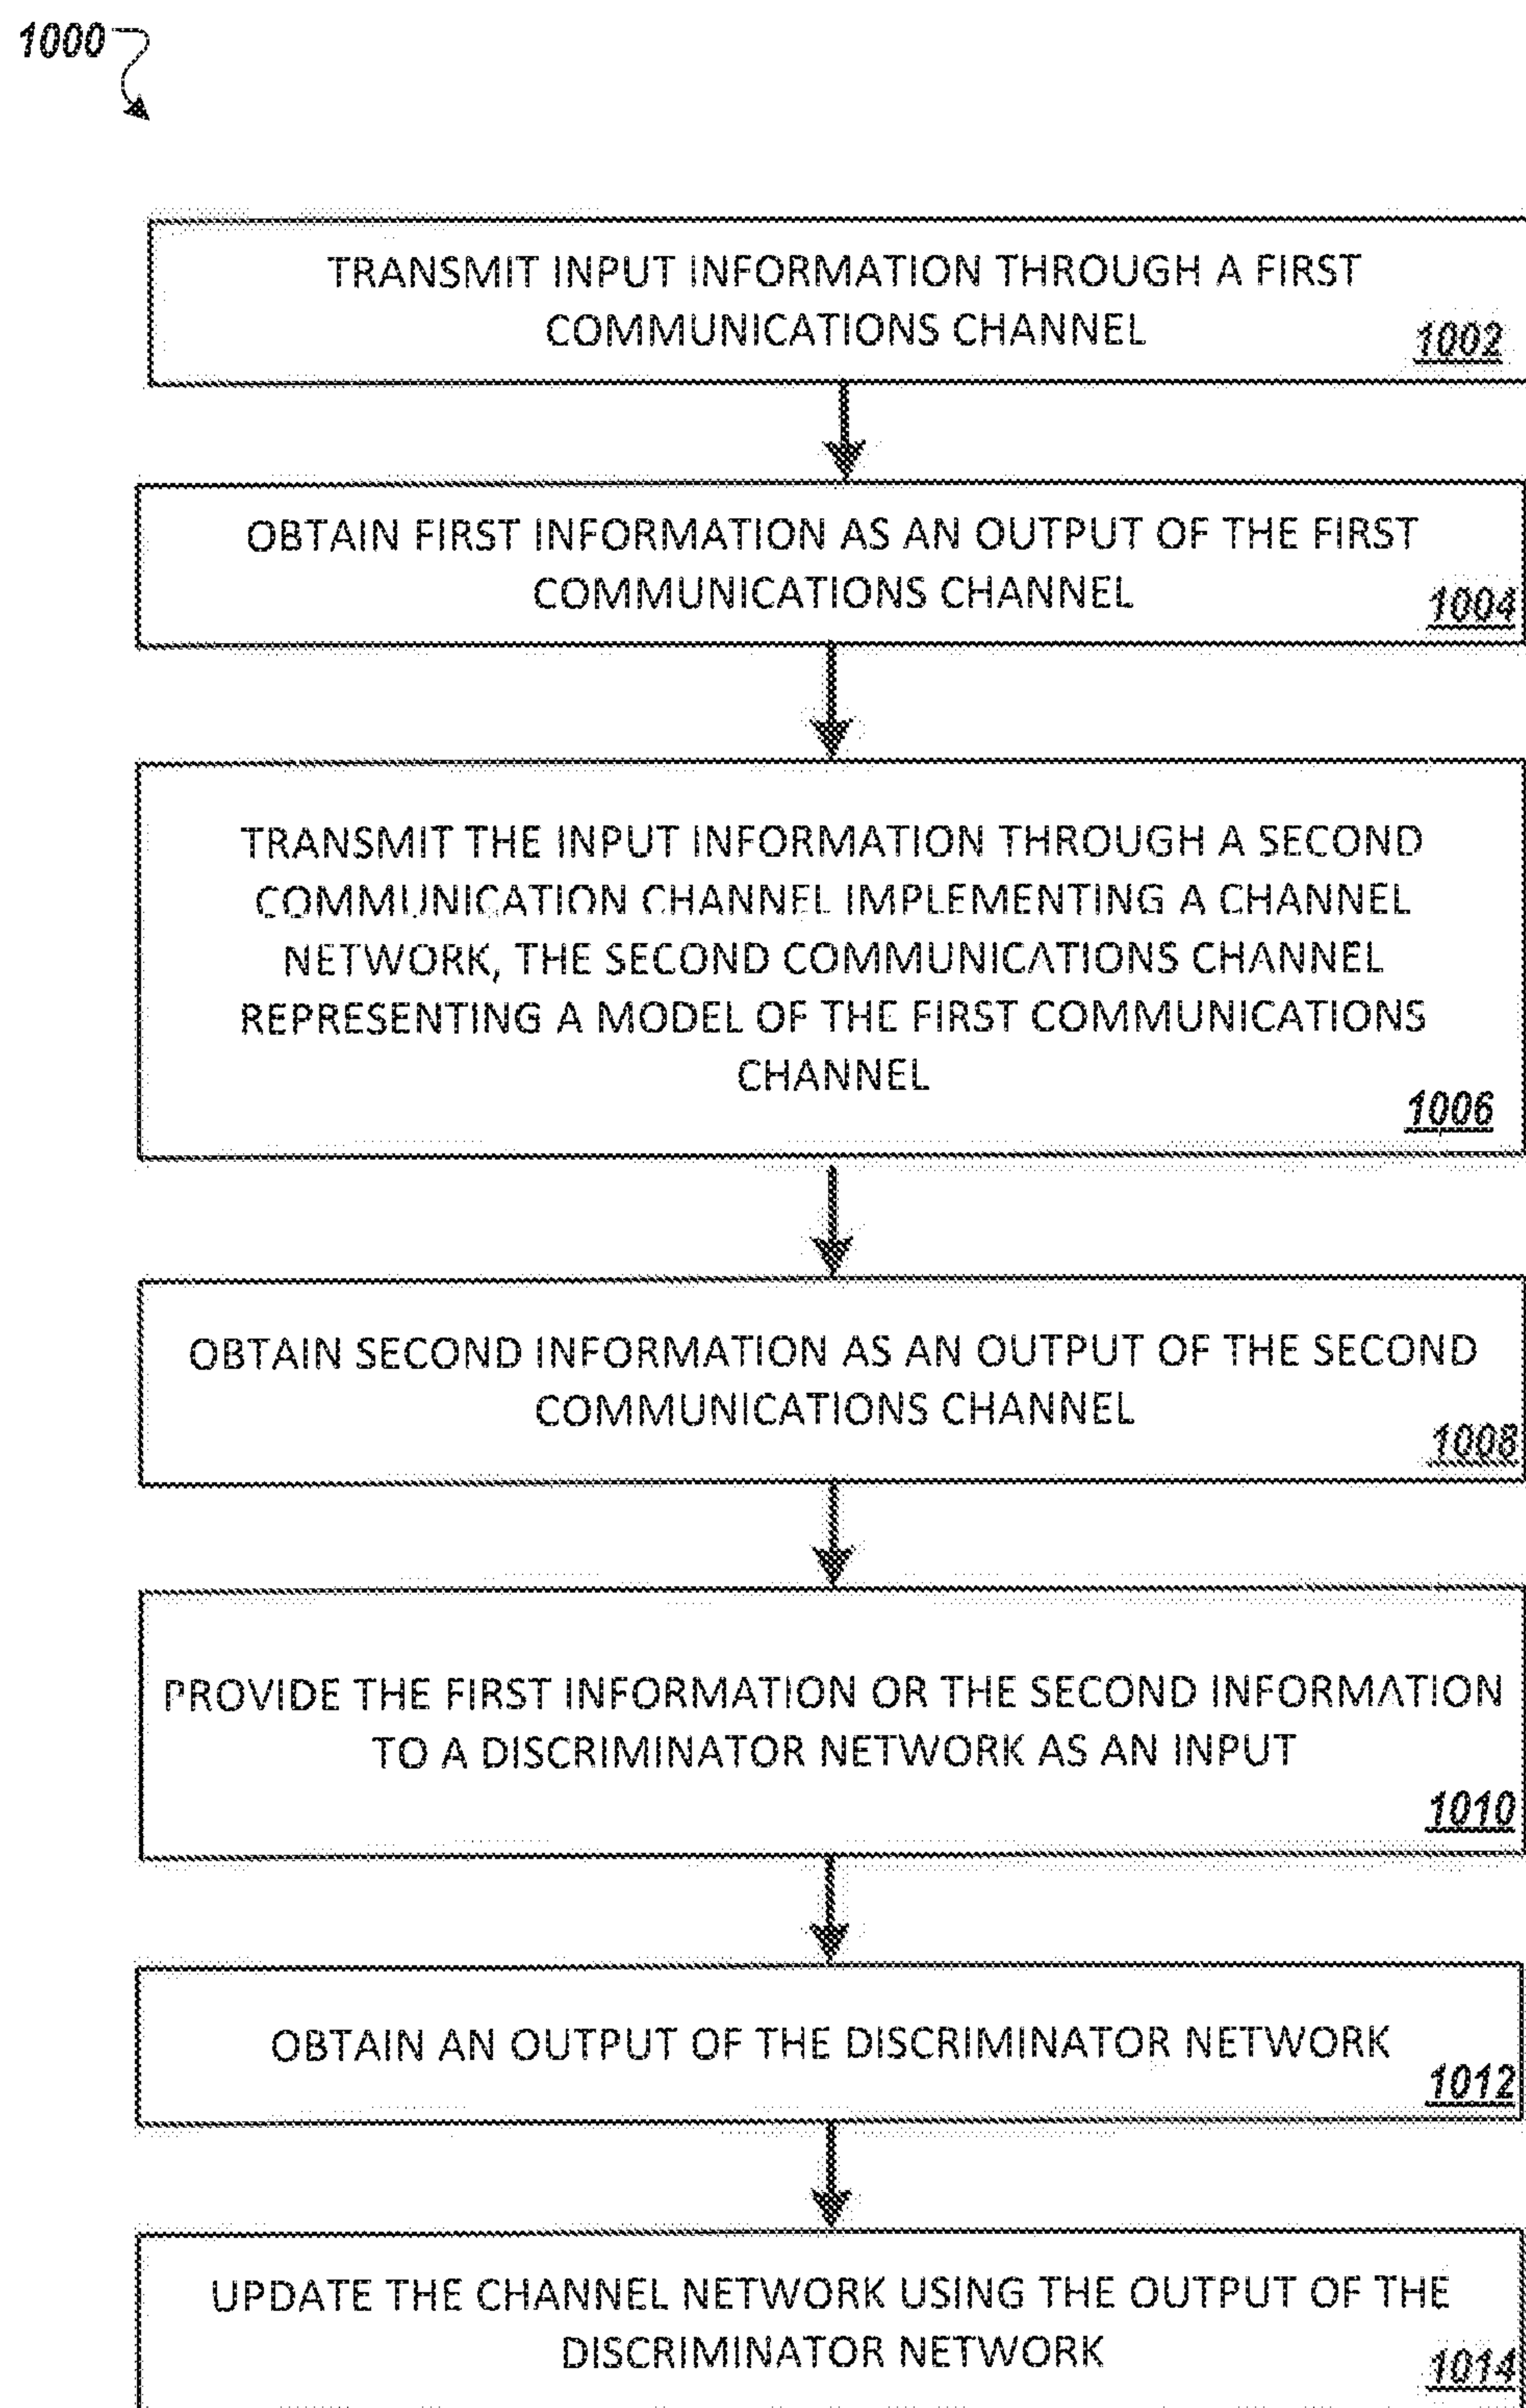 1000
TRANSMIT INPUT INFORMATION THROUGH A FIRST
COMMUNICATIONS CHANNEL
1002
OBTAIN FIRST INFORMATION AS AN OUTPUT OF THE FIRST
COMMUNICATIONS CHANNEL
1004
TRANSMIT THE INPUT INFORMATION THROUGH A SECOND
COMMUNICATION CHANNEL IMPLEMENTING A CHANNEL
NETWORK, THE SECOND COMMUNICATIONS CHANNEL
REPRESENTING A MODEL OF THE FIRST COMMUNICATIONS
CHANNEL
1006
OBTAIN SECOND INFORMATION AS AN OUTPUT OF THE SECOND
COMMUNICATIONS CHANNEL
1008
PROVIDE THE FIRST INFORMATION OR THE SECOND INFORMATION
TO A DISCRIMINATOR NETWORK AS AN INPUT
1010
OBTAIN AN OUTPUT OF THE DISCRIMINATOR NETWORK
1012
UPDATE THE CHANNEL NETWORK USING THE OUTPUT OF THE
DISCRIMINATOR NETWORK
1014